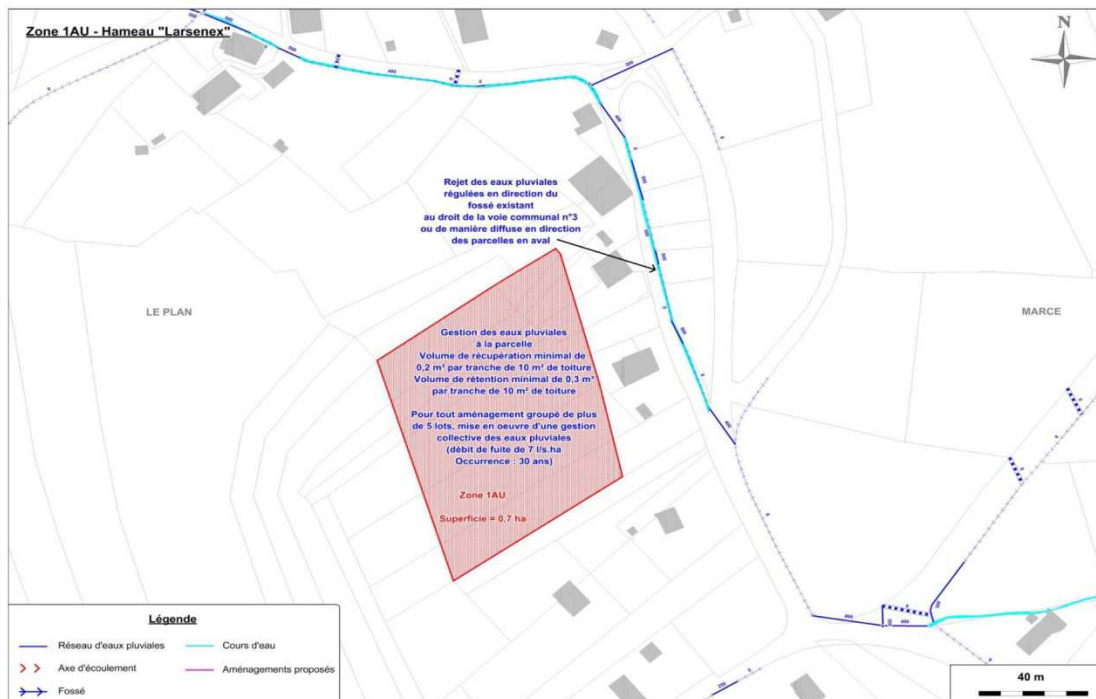 Zone 1AU - Hameau "Larsenex"
N
Rejet des eaux pluviales
régulées en direction du
fossé existant
au droit de la voie communal n°3
ou de manière diffuse en direction
des parcelles en aval
LE PLAN
MARCE
Gestion des eaux pluviales
à la parcelle
Volume de récupération minimal de
0,2 m³ par tranche de 10 m² de toiture
Volume de rétention minimal de 0,3 m³
par tranche de 10 m² de toiture
Pour tout aménagement groupé de plus
de 5 lots, mise en oeuvre d'une gestion
collective des eaux pluviales
(débit de fuite de 7 l/s.ha
Occurrence : 30 ans)
Zone 1AU
Superficie = 0,7 ha
Légende
Réseau d'eaux pluviales
Cours d'eau
Axe d'écoulement
Aménagements proposés
Fossé
40 m